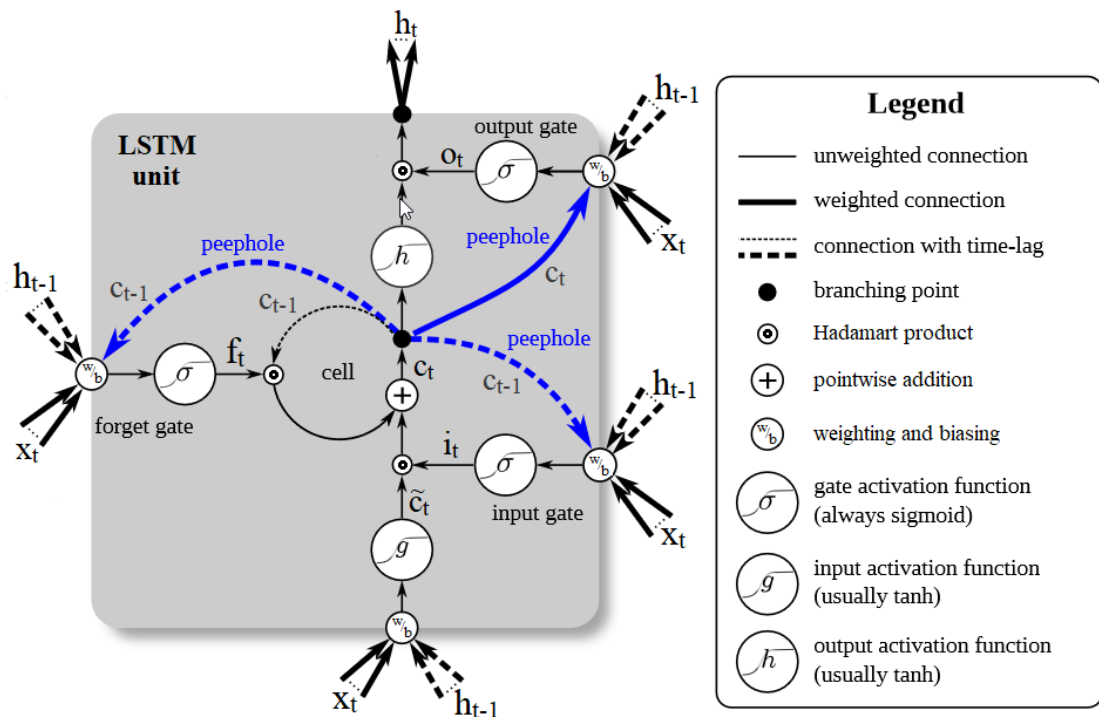 h_t
LSTM
unit
output gate
h_t-1
o_t
σ
w/b
x_t
peephole
h
peephole
c_t
h_t-1
c_t-1
c_t-1
peephole
w/b
σ
f_t
cell
c_t
c_t-1
h_t-1
x_t
forget gate
+
i_t
σ
w/b
c̃_t
input gate
x_t
g
w/b
x_t
h_t-1
Legend
unweighted connection
weighted connection
connection with time-lag
branching point
Hadamart product
+
pointwise addition
w/b
weighting and biasing
σ
gate activation function
(always sigmoid)
g
input activation function
(usually tanh)
h
output activation function
(usually tanh)